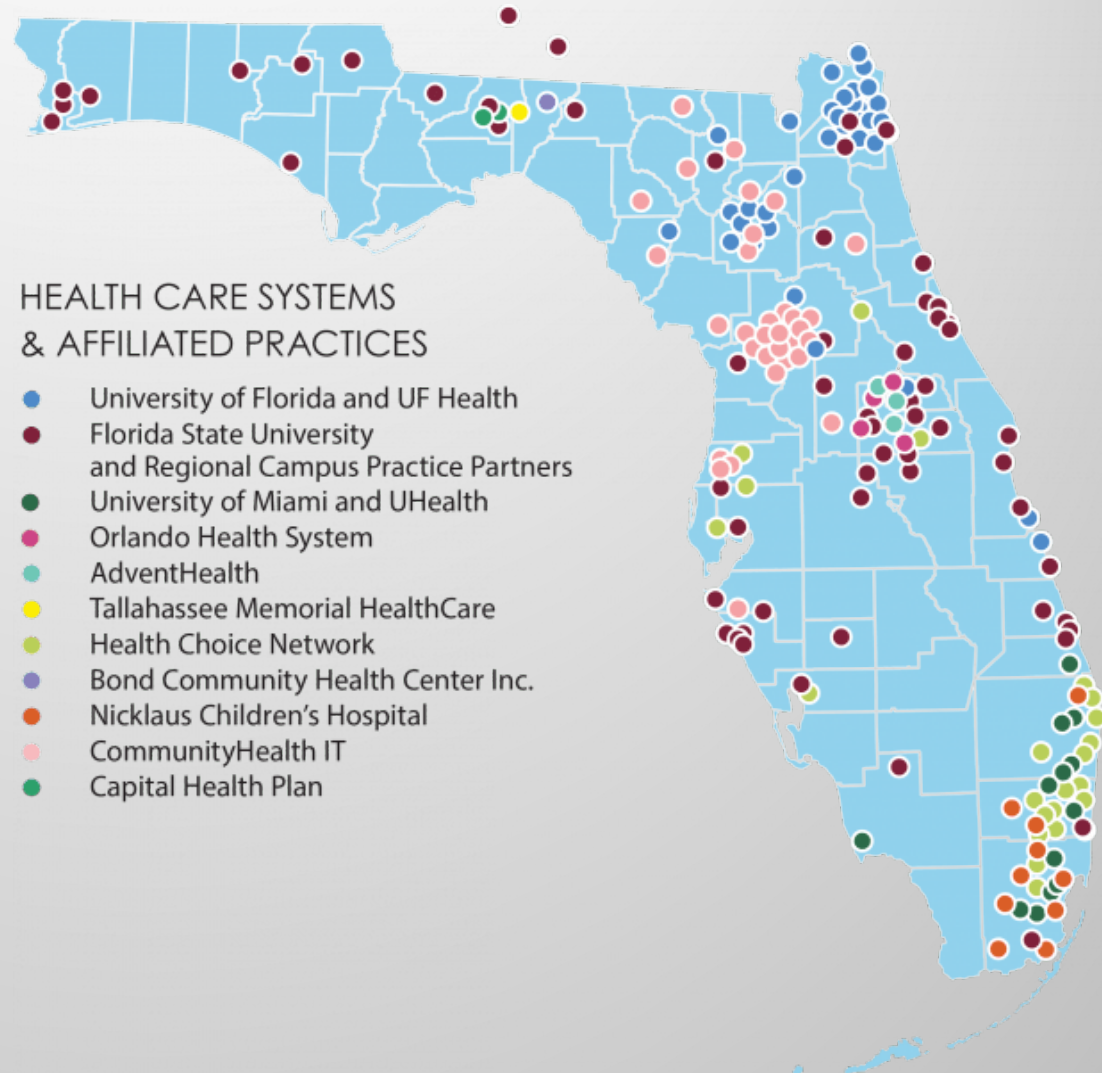 HEALTH CARE SYSTEMS
& AFFILIATED PRACTICES
University of Florida and UF Health
Florida State University
and Regional Campus Practice Partners
University of Miami and UHealth
Orlando Health System
AdventHealth
Tallahassee Memorial HealthCare
Health Choice Network
Bond Community Health Center Inc.
Nicklaus Children’s Hospital
CommunityHealth IT
Capital Health Plan